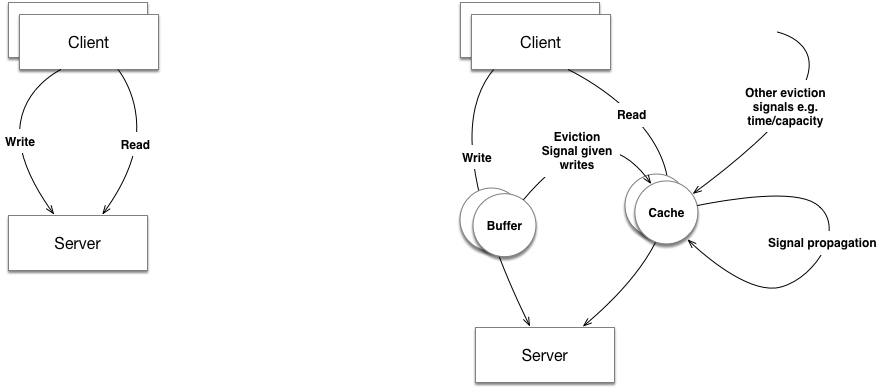 Client
Write
Read
Server
Client
Read
Write
Eviction
Signal given
writes
Other eviction
signals e.g.
time/capacity
Buffer
Cache
Signal propagation
Server